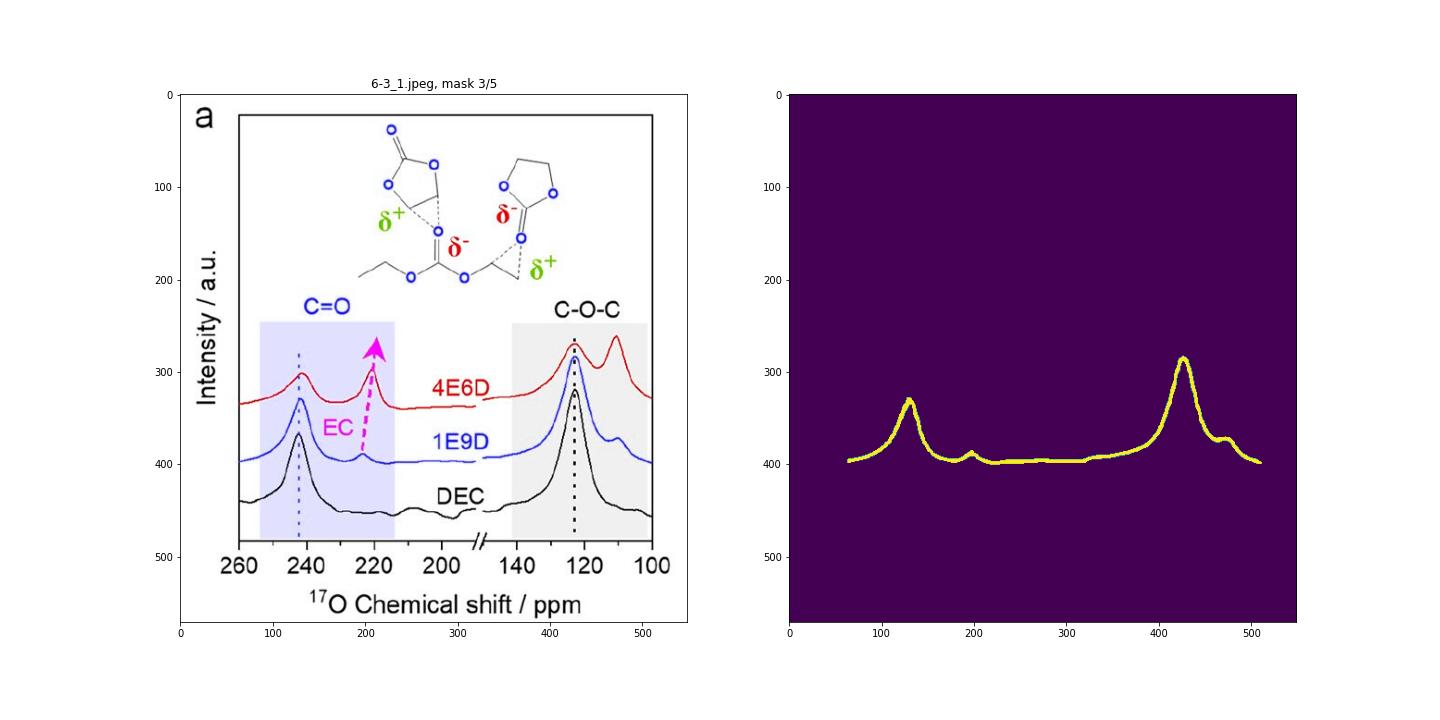 6-3_1.jpeg, mask 3/5
a
O
O
O
O
O
δ+
δ-
δ-
O
O
δ+
O
O
C=O
C-O-C
Intensity / a.u.
4E6D
EC
1E9D
DEC
260 240 220 200 140 120 100
17O Chemical shift / ppm
0
100
200
300
400
500
0 100 200 300 400 500
0
100
200
300
400
500
0 100 200 300 400 500